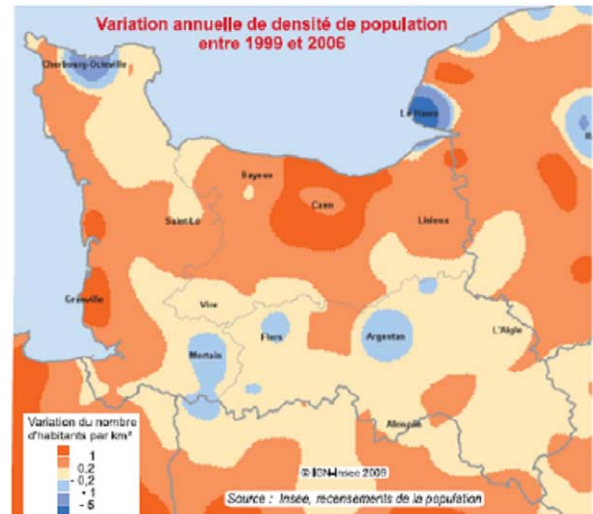 Variation annuelle de densité de population
entre 1999 et 2006
Cherbourg-Octeville
Le Havre
Bayeux
Caen
Saint-Lô
Lisieux
Granville
Vire
Flers
Argentan
L'Aigle
Mortain
Alençon
Variation du nombre
d'habitants par km²
1
0,2
- 0,2
- 1
- 5
© IGN-Insee 2009
Source : Insee, recensements de la population